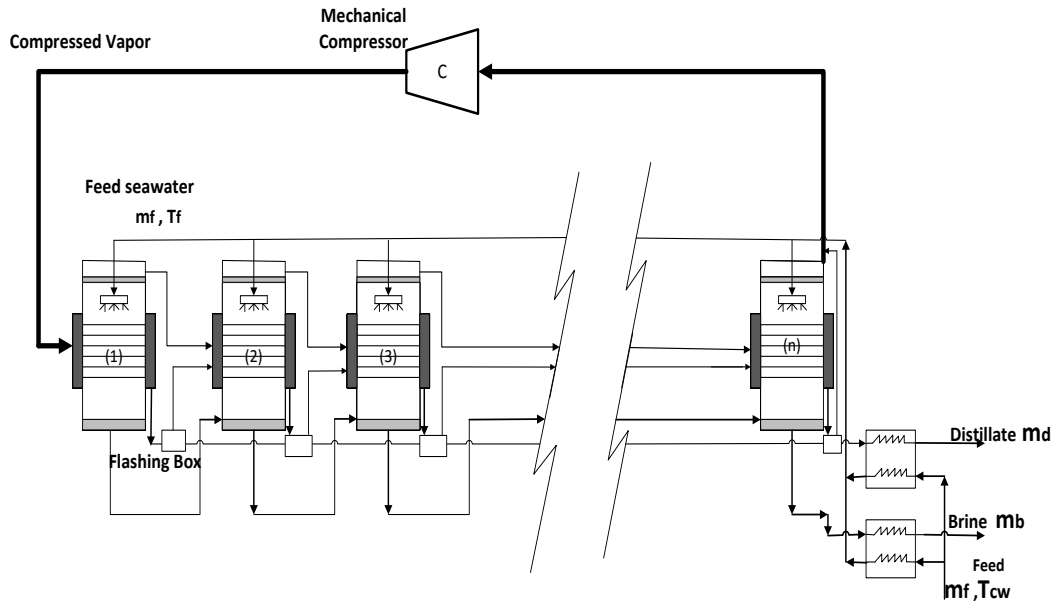 Mechanical
Compressor
Compressed Vapor
C
Feed seawater
mf , Tf
(1)
(2)
(3)
(n)
Flashing Box
Distillate md
Brine mb
Feed
mf ,Tcw